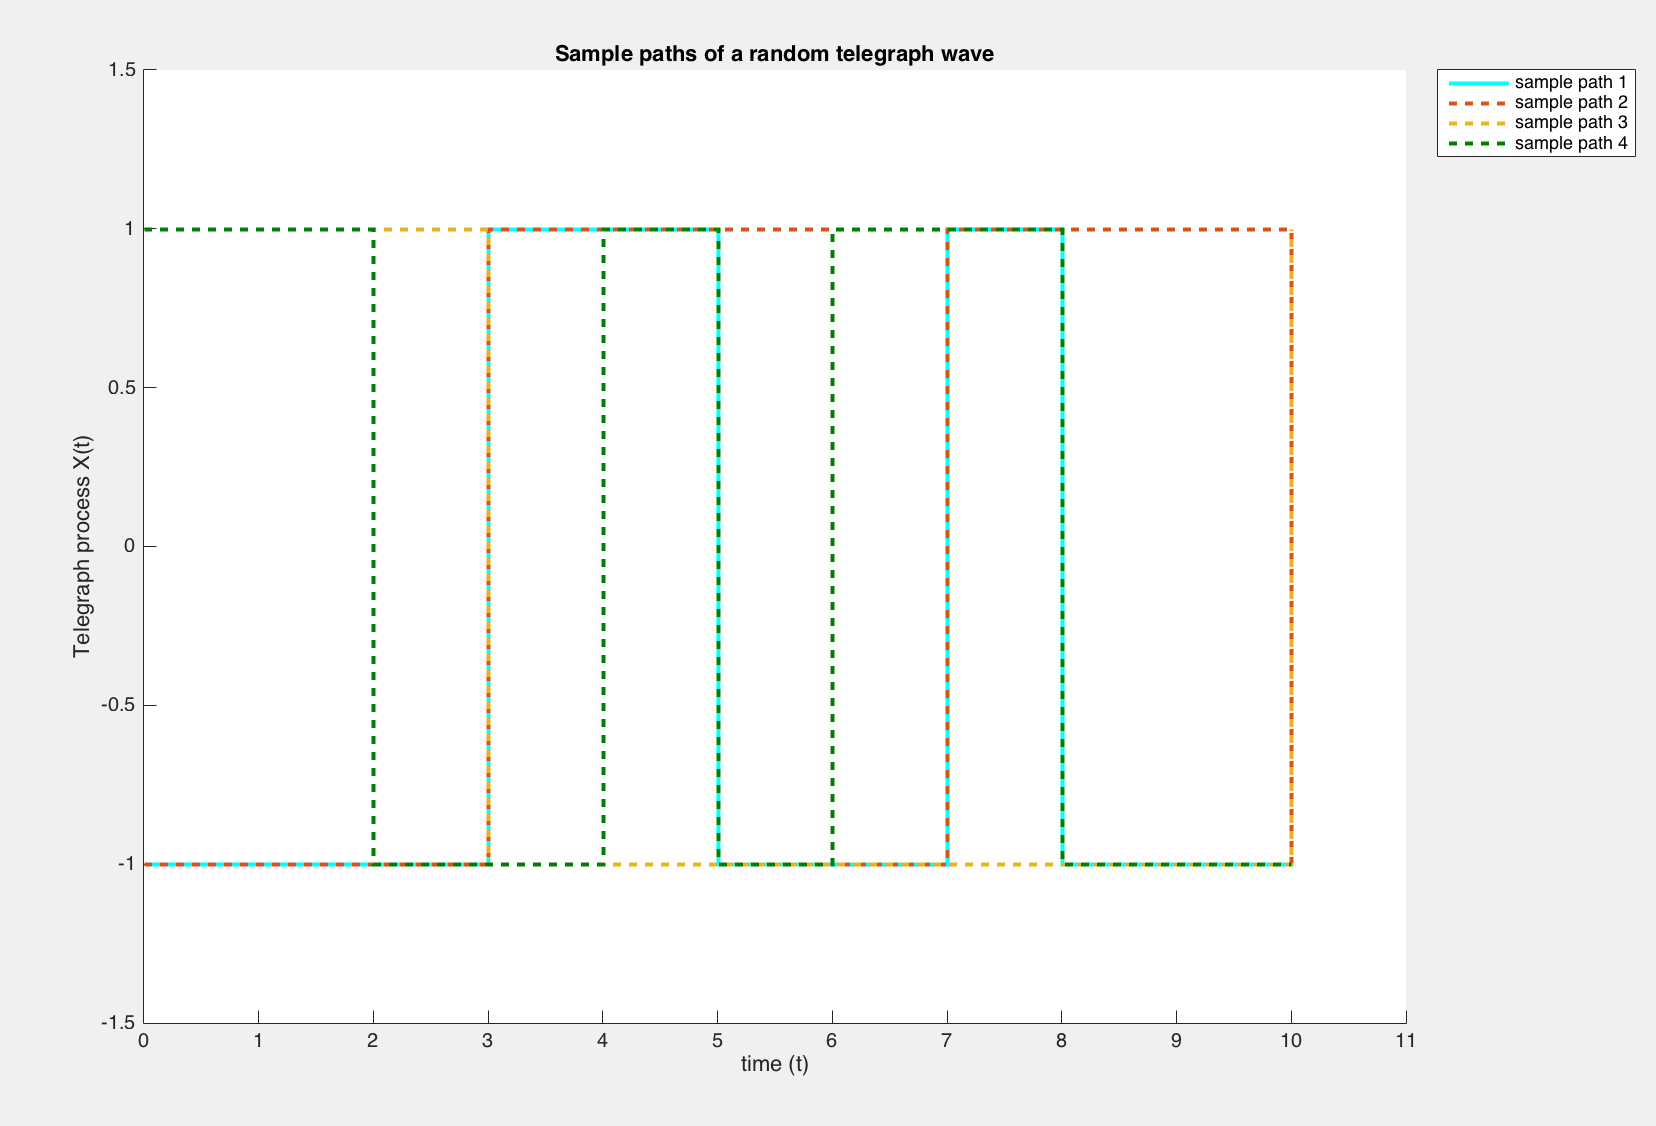 Sample paths of a random telegraph wave
sample path 1
sample path 2
sample path 3
sample path 4
1.5
1
0.5
0
-0.5
-1
-1.5
Telegraph process X(t)
0 1 2 3 4 5 6 7 8 9 10 11
time (t)